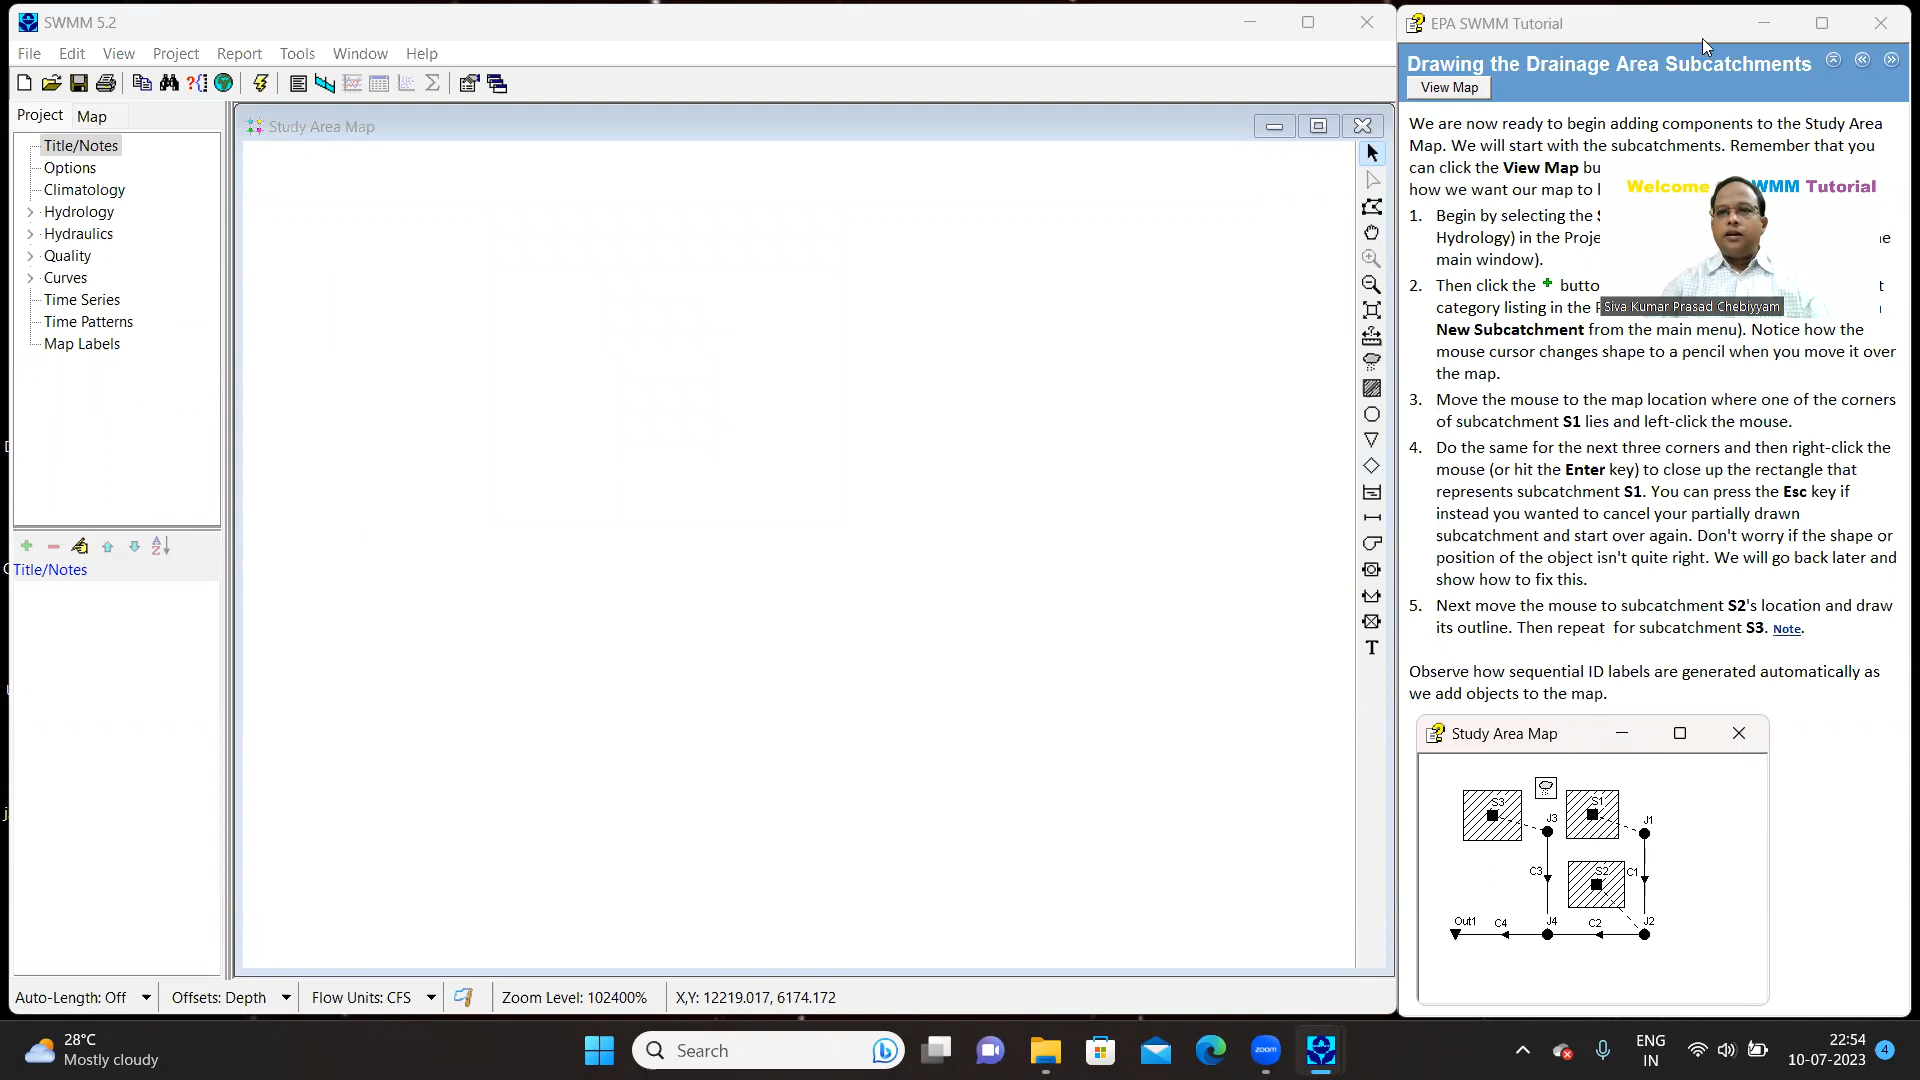 SWMM 5.2
File Edit View Project Report Tools Window Help
Project Map
Title/Notes
Options
Climatology
Hydrology
Hydraulics
Quality
Curves
Time Series
Time Patterns
Map Labels
Title/Notes
Study Area Map
T
Auto-Length: Off Offsets: Depth Flow Units: CFS Zoom Level: 102400% X,Y: 12219.017, 6174.172
EPA SWMM Tutorial
Drawing the Drainage Area Subcatchments
View Map
We are now ready to begin adding components to the Study Area
Map. We will start with the subcatchments. Remember that you
can click the View Map bu
how we want our map to
Welcome WMM Tutorial
1. Begin by selecting the
Hydrology) in the Proje ne
main window).
2. Then click the + butto t
category listing in the
Siva Kumar Prasad Chebiyyam
New Subcatchment from the main menu). Notice how the
mouse cursor changes shape to a pencil when you move it over
the map.
3. Move the mouse to the map location where one of the corners
of subcatchment S1 lies and left-click the mouse.
4. Do the same for the next three corners and then right-click the
mouse (or hit the Enter key) to close up the rectangle that
represents subcatchment S1. You can press the Esc key if
instead you wanted to cancel your partially drawn
subcatchment and start over again. Don't worry if the shape or
position of the object isn't quite right. We will go back later and
show how to fix this.
5. Next move the mouse to subcatchment S2's location and draw
its outline. Then repeat for subcatchment S3. Note.
Observe how sequential ID labels are generated automatically as
we add objects to the map.
Study Area Map
S3 S1
J3 J1
C3 S2 C1
Out1 C4 J4 C2 J2
28°C
Mostly cloudy
Search
zoom
ENG
IN
22:54
10-07-2023
4